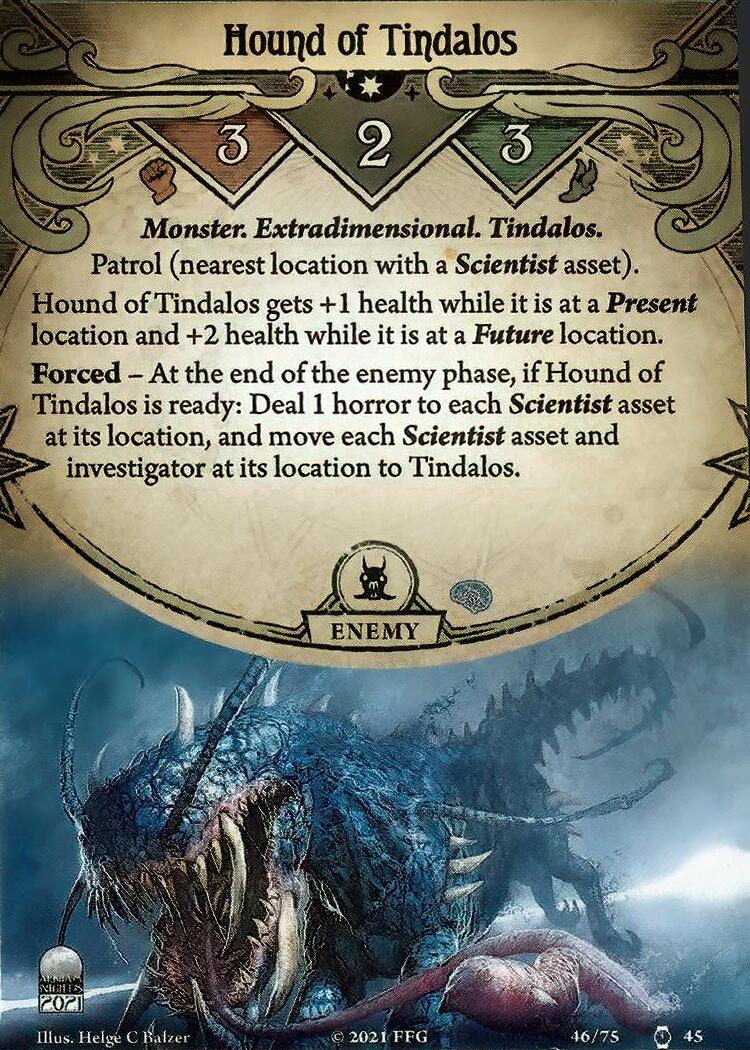 Hound of Tindalos
3 2 3
Monster. Extradimensional. Tindalos.
Patrol (nearest location with a Scientist asset).
Hound of Tindalos gets +1 health while it is at a Present
location and +2 health while it is at a Future location.
Forced – At the end of the enemy phase, if Hound of
Tindalos is ready: Deal 1 horror to each Scientist asset
at its location, and move each Scientist asset and
investigator at its location to Tindalos.
ENEMY
ARKHAM
NIGHTS
2021
Illus. Helge C Balzer © 2021 FFG 46/75 45